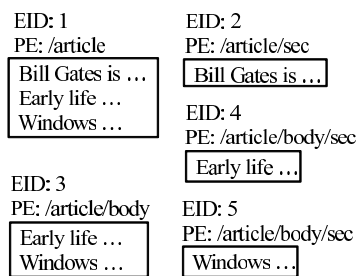 EID: 1
PE: /article
Bill Gates is …
Early life …
Windows …
EID: 2
PE: /article/sec
Bill Gates is …
EID: 4
PE: /article/body/sec
Early life …
EID: 3
PE: /article/body
Early life …
Windows …
EID: 5
PE: /article/body/sec
Windows …